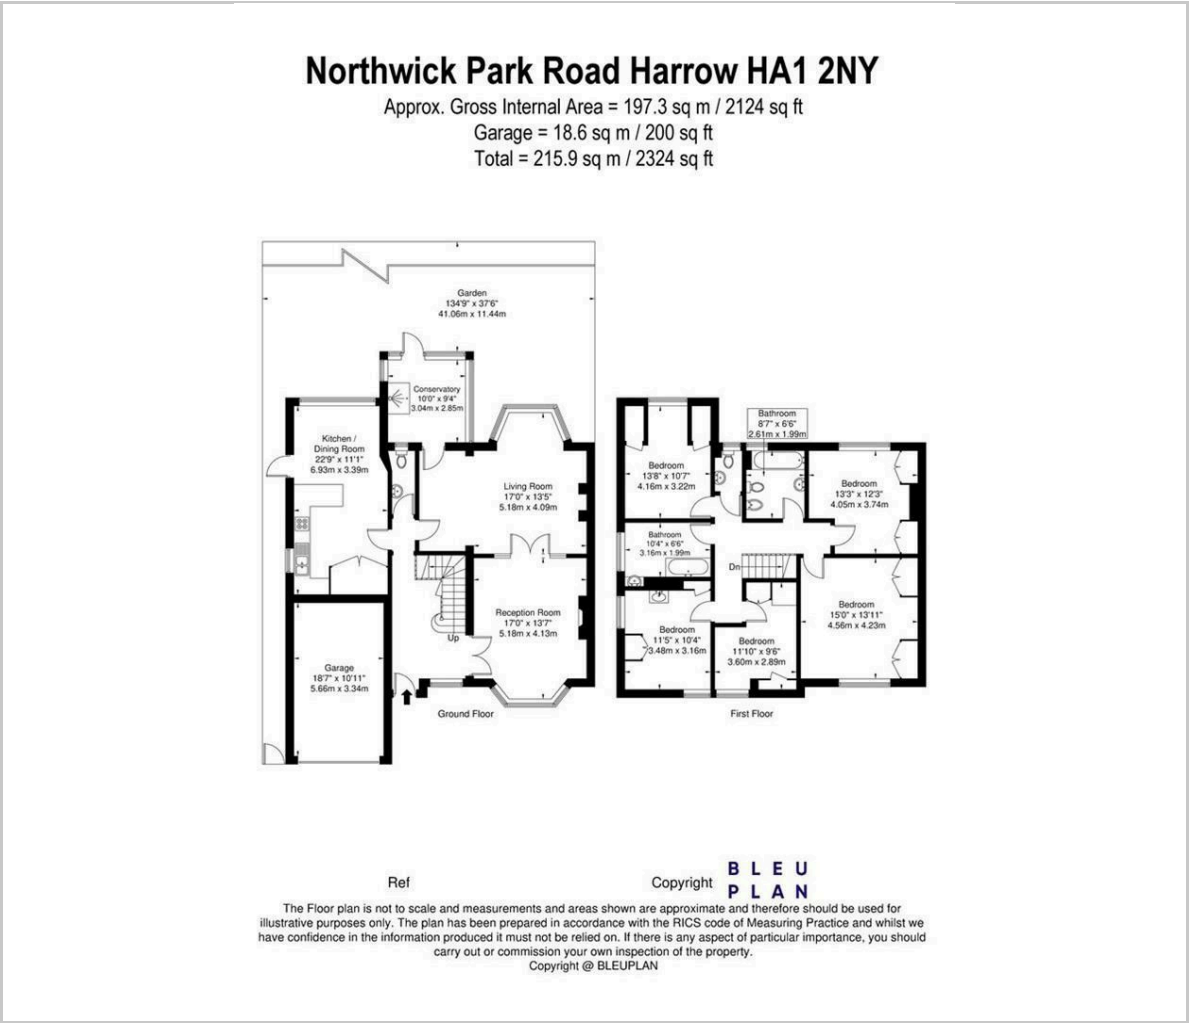 Northwick Park Road Harrow HA1 2NY
Approx. Gross Internal Area = 197.3 sq m / 2124 sq ft
Garage = 18.6 sq m / 200 sq ft
Total = 215.9 sq m / 2324 sq ft
Garden
134'9" x 37'6"
41.06m x 11.44m
Conservatory
10'0" x 9'4"
3.04m x 2.85m
Kitchen /
Dining Room
22'9" x 11'1"
6.93m x 3.39m
Living Room
17'0" x 13'5"
5.18m x 4.09m
Reception Room
17'0" x 13'7"
5.18m x 4.13m
Up
Garage
18'7" x 10'11"
5.66m x 3.34m
Ground Floor
Bathroom
8'7" x 6'6"
2.61m x 1.99m
Bedroom
13'8" x 10'7"
4.16m x 3.22m
Bedroom
13'3" x 12'3"
4.05m x 3.74m
Bathroom
10'4" x 6'6"
3.16m x 1.99m
Dn
Bedroom
15'0" x 13'11"
4.56m x 4.23m
Bedroom
11'5" x 10'4"
3.48m x 3.16m
Bedroom
11'10" x 9'6"
3.60m x 2.89m
First Floor
Ref
Copyright
BLEU
PLAN
The Floor plan is not to scale and measurements and areas shown are approximate and therefore should be used for
illustrative purposes only. The plan has been prepared in accordance with the RICS code of Measuring Practice and whilst we
have confidence in the information produced it must not be relied on. If there is any aspect of particular importance, you should
carry out or commission your own inspection of the property.
Copyright @ BLEUPLAN